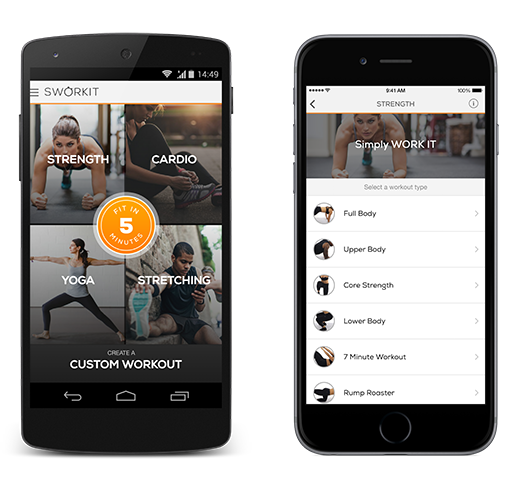 14:49
SWORKIT
STRENGTH
CARDIO
FIT IN
5
MINUTES
YOGA
STRETCHING
CREATE A
CUSTOM WORKOUT
9:41 AM
100%
STRENGTH
Simply WORK IT
Select a workout type
Full Body
Upper Body
Core Strength
Lower Body
7 Minute Workout
Rump Roaster